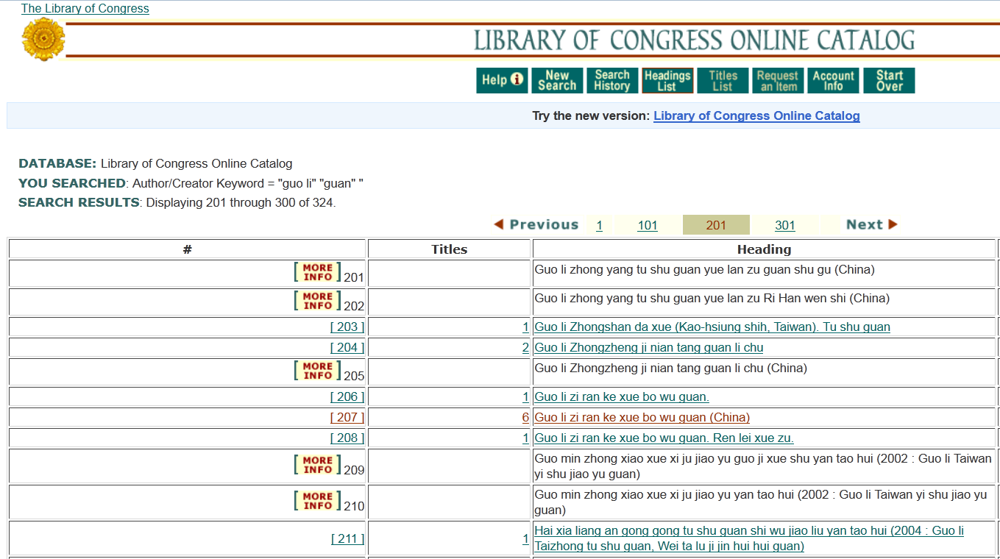 The Library of Congress
LIBRARY OF CONGRESS ONLINE CATALOG
Help i New Search Search History Headings List Titles List Request an Item Account Info Start Over
Try the new version: Library of Congress Online Catalog
DATABASE: Library of Congress Online Catalog
YOU SEARCHED: Author/Creator Keyword = "guo li" "guan" "
SEARCH RESULTS: Displaying 201 through 300 of 324.
Previous 1 101 201 301 Next
# Titles Heading
[ MORE INFO ] 201 Guo li zhong yang tu shu guan yue lan zu guan shu gu (China)
[ MORE INFO ] 202 Guo li zhong yang tu shu guan yue lan zu Ri Han wen shi (China)
[ 203 ] 1 Guo li Zhongshan da xue (Kao-hsiung shih, Taiwan). Tu shu guan
[ 204 ] 2 Guo li Zhongzheng ji nian tang guan li chu
[ MORE INFO ] 205 Guo li Zhongzheng ji nian tang guan li chu (China)
[ 206 ] 1 Guo li zi ran ke xue bo wu guan.
[ 207 ] 6 Guo li zi ran ke xue bo wu guan (China)
[ 208 ] 1 Guo li zi ran ke xue bo wu guan. Ren lei xue zu.
[ MORE INFO ] 209 Guo min zhong xiao xue xi ju jiao yu guo ji xue shu yan tao hui (2002 : Guo li Taiwan
yi shu jiao yu guan)
[ MORE INFO ] 210 Guo min zhong xiao xue xi ju jiao yu yan tao hui (2002 : Guo li Taiwan yi shu jiao yu
guan)
[ 211 ] 1 Hai xia liang an gong gong tu shu guan shi wu jiao liu yan tao hui (2004 : Guo li
Taizhong tu shu guan, Wei ta lu ji jin hui hui guan)